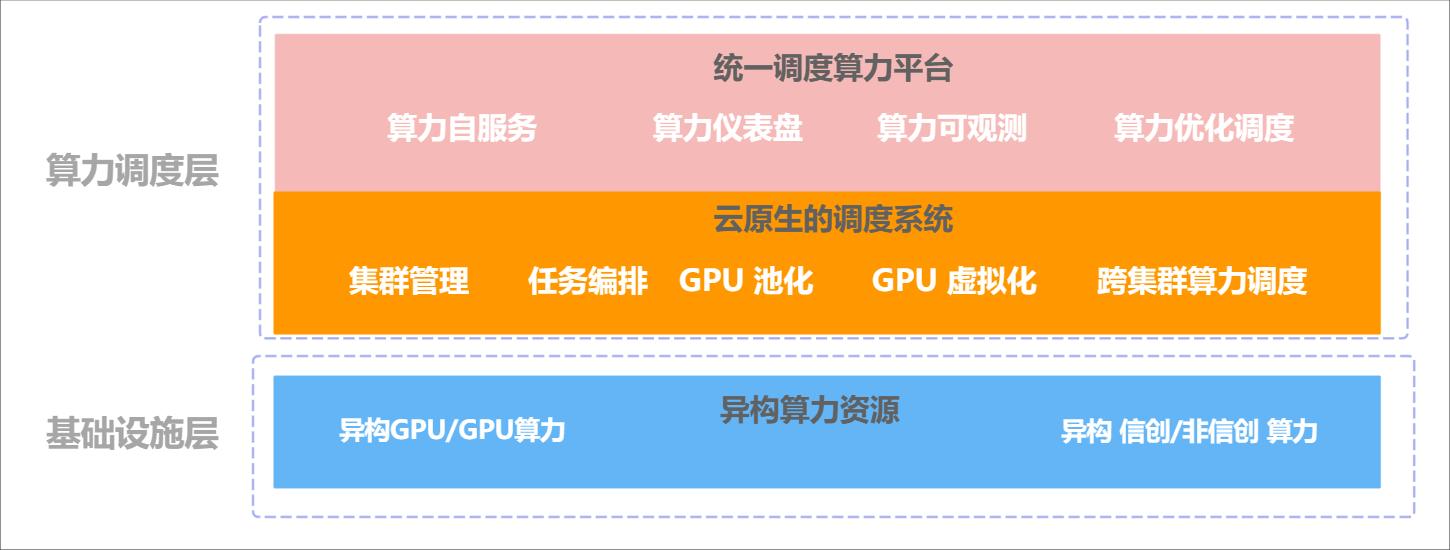 统一调度算力平台
算力自服务 算力仪表盘 算力可观测 算力优化调度
算力调度层
云原生的调度系统
集群管理 任务编排 GPU 池化 GPU 虚拟化 跨集群算力调度
异构算力资源
基础设施层
异构GPU/GPU算力 异构 信创/非信创 算力